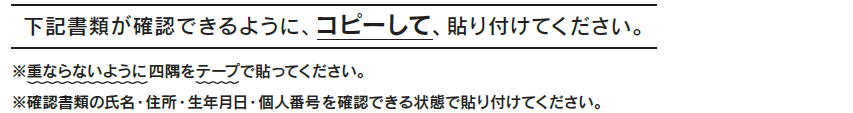 下記書類が確認できるように、コピーして、貼り付けてください。
※重ならないように四隅をテープで貼ってください。
※確認書類の氏名・住所・生年月日・個人番号を確認できる状態で貼り付けてください。